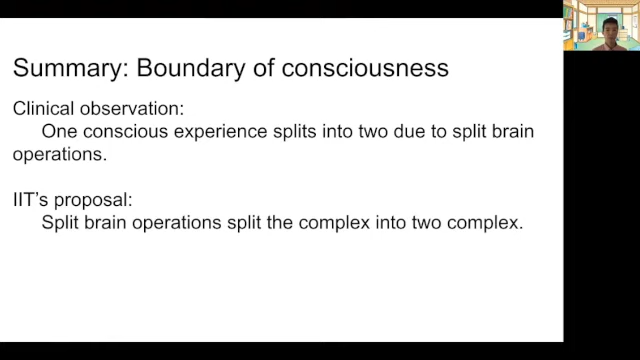 Summary: Boundary of consciousness
Clinical observation:
One conscious experience splits into two due to split brain
operations.
IIT's proposal:
Split brain operations split the complex into two complex.